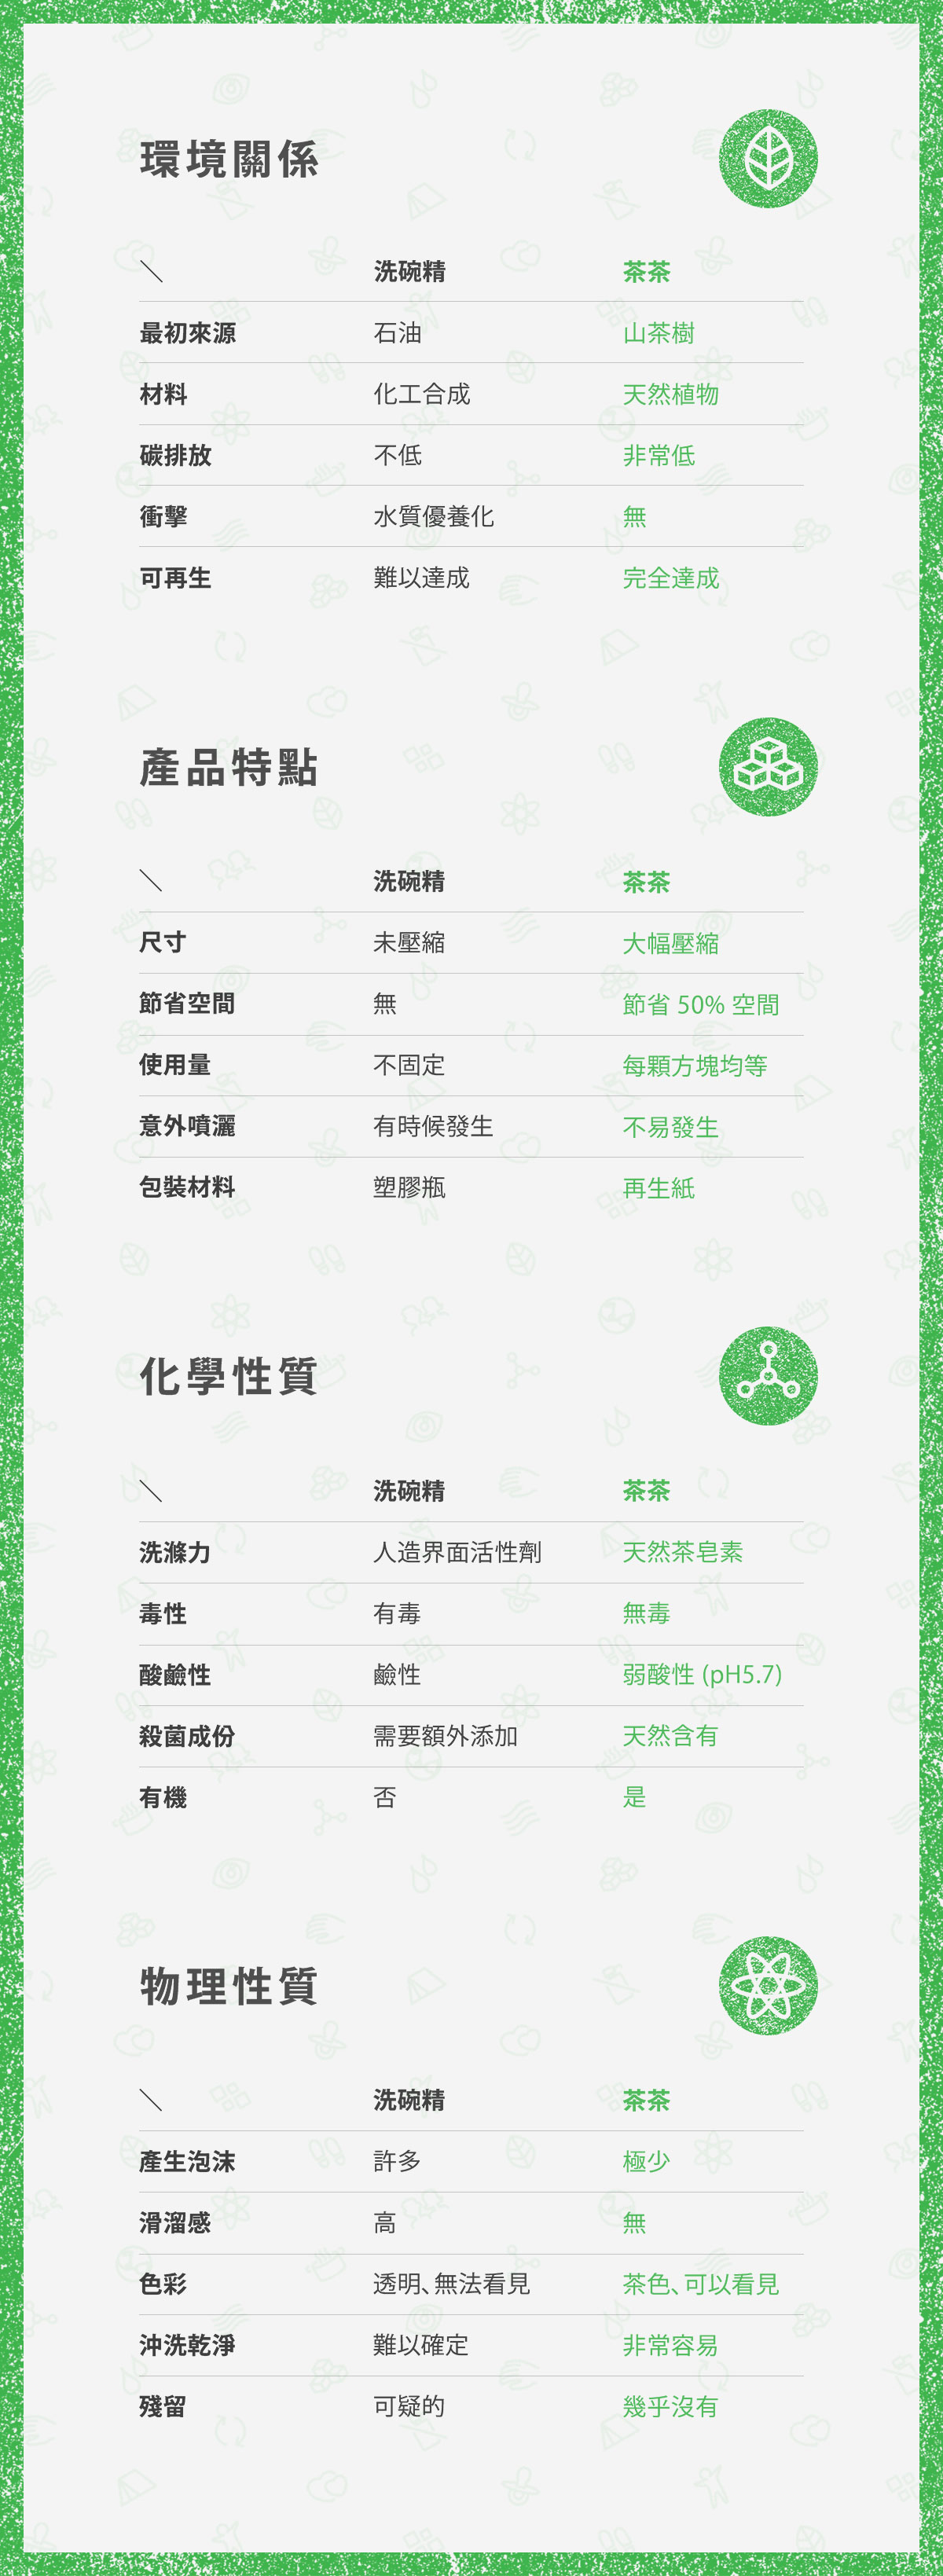 環境關係
＼ 洗碗精 茶茶
最初來源 石油 山茶樹
材料 化工合成 天然植物
碳排放 不低 非常低
衝擊 水質優養化 無
可再生 難以達成 完全達成
產品特點
＼ 洗碗精 茶茶
尺寸 未壓縮 大幅壓縮
節省空間 無 節省 50% 空間
使用量 不固定 每顆方塊均等
意外噴灑 有時候發生 不易發生
包裝材料 塑膠瓶 再生紙
化學性質
＼ 洗碗精 茶茶
洗滌力 人造界面活性劑 天然茶皂素
毒性 有毒 無毒
酸鹼性 鹼性 弱酸性 (pH5.7)
殺菌成份 需要額外添加 天然含有
有機 否 是
物理性質
＼ 洗碗精 茶茶
產生泡沫 許多 極少
滑溜感 高 無
色彩 透明、無法看見 茶色、可以看見
沖洗乾淨 難以確定 非常容易
殘留 可疑的 幾乎沒有